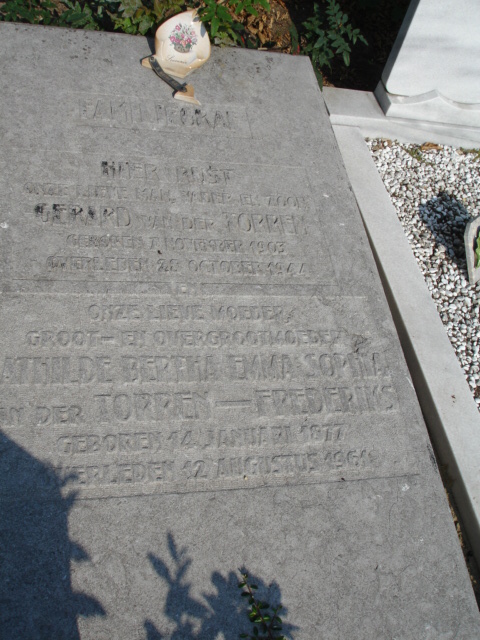 FAMILIEGRAF
HIER RUST
ONZE LIEVE MAN, VADER EN ZOON
GERARD VAN DER TORREN
GEBOREN 1 NOVEMBER 1903
OVERLEDEN 28 OCTOBER 1944
ONZE LIEVE MOEDER,
GROOT- EN OVERGROOTMOEDER
MATHILDE BERTHA EMMA SOPHIA
VAN DER TORREN — FREDERIKS
GEBOREN 14 JANUARI 1877
OVERLEDEN 12 AUGUSTUS 1961